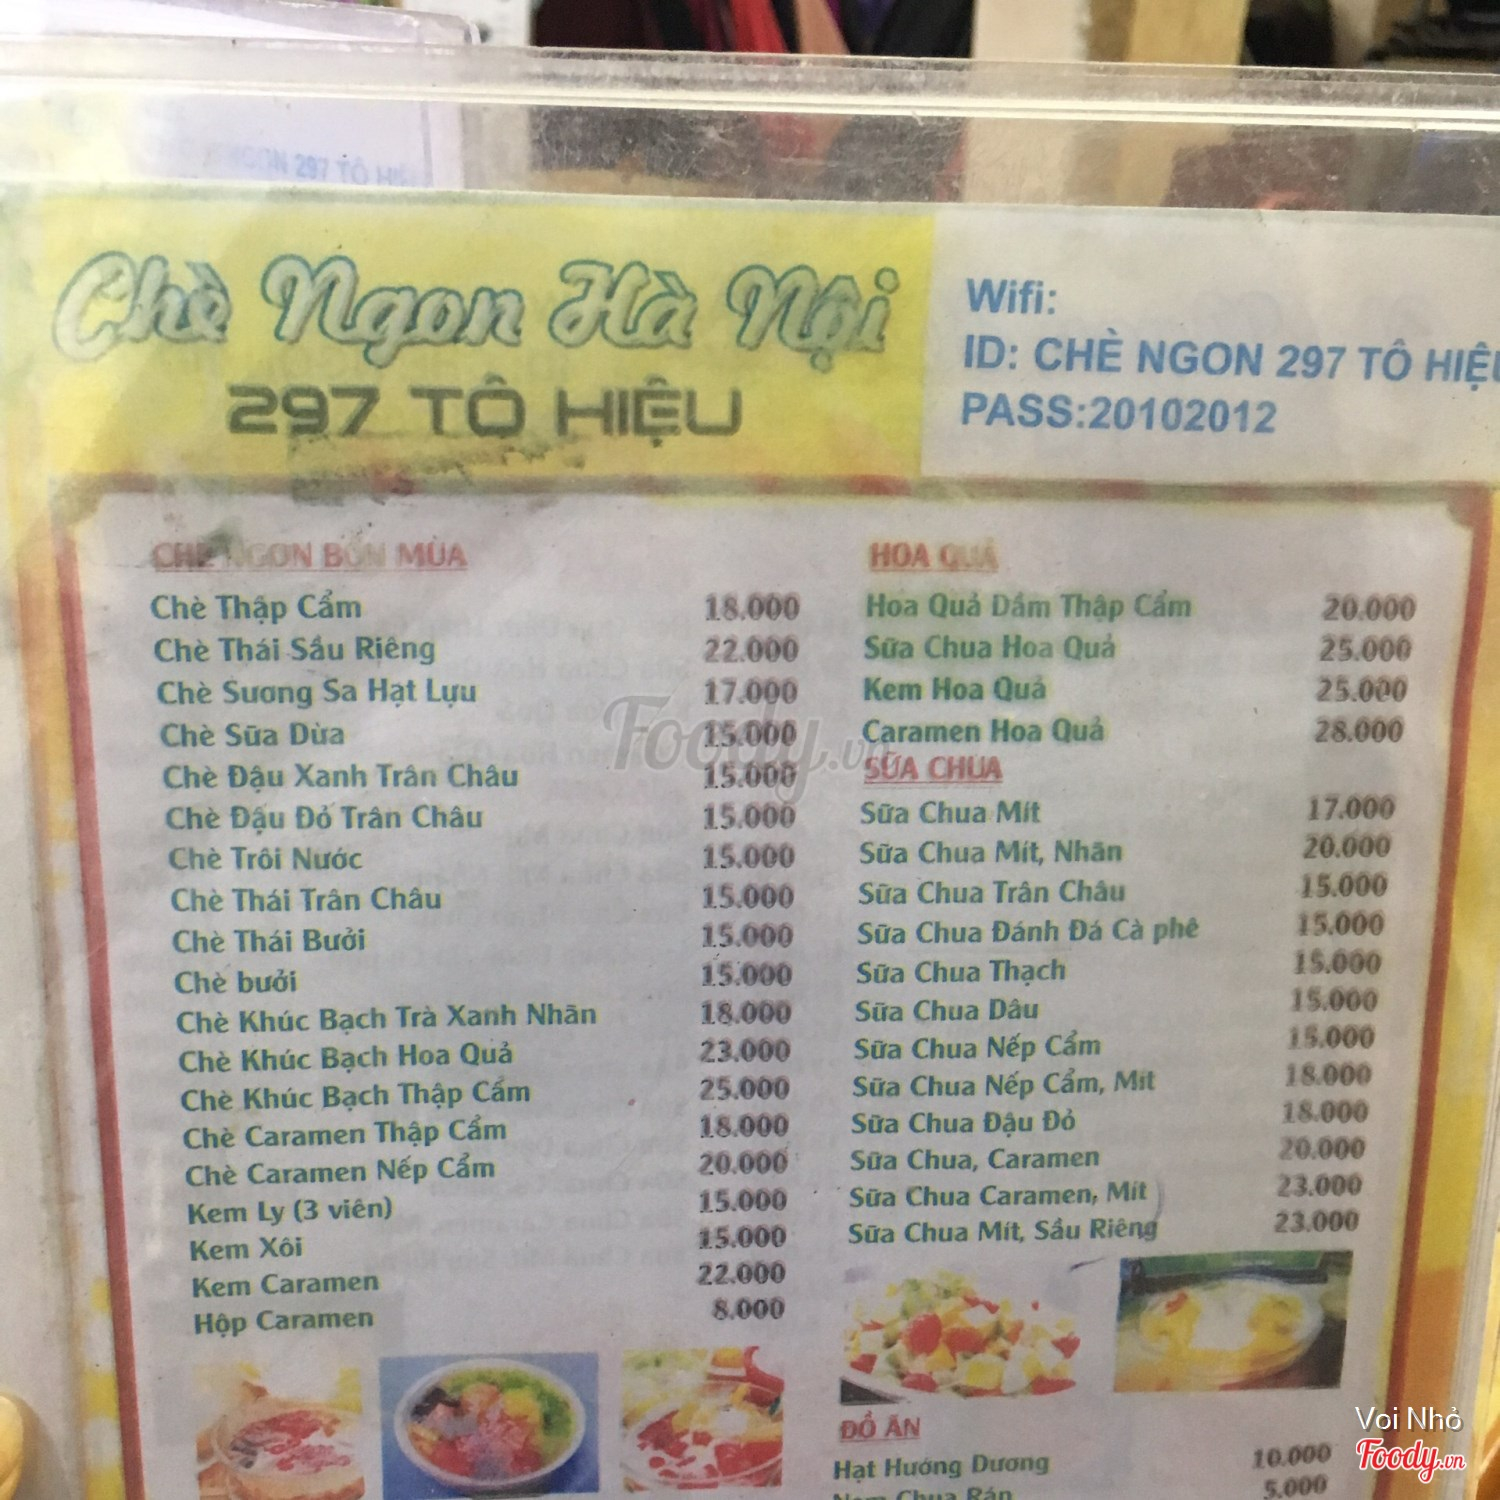 Chè Ngon Hà Nội
297 TÔ HIỆU
Wifi:
ID: CHÈ NGON 297 TÔ HIỆU
PASS:20102012
CHÈ NGON BỐN MÙA
Chè Thập Cẩm 18.000
Chè Thái Sầu Riêng 22.000
Chè Sương Sa Hạt Lựu 17.000
Chè Sữa Dừa 15.000
Chè Đậu Xanh Trân Châu 15.000
Chè Đậu Đỏ Trân Châu 15.000
Chè Trôi Nước 15.000
Chè Thái Trân Châu 15.000
Chè Thái Bưởi 15.000
Chè bưởi 15.000
Chè Khúc Bạch Trà Xanh Nhãn 18.000
Chè Khúc Bạch Hoa Quả 23.000
Chè Khúc Bạch Thập Cẩm 25.000
Chè Caramen Thập Cẩm 18.000
Chè Caramen Nếp Cẩm 20.000
Kem Ly (3 viên) 15.000
Kem Xôi 15.000
Kem Caramen 22.000
Hộp Caramen 8.000
HOA QUẢ
Hoa Quả Dầm Thập Cẩm 20.000
Sữa Chua Hoa Quả 25.000
Kem Hoa Quả 25.000
Caramen Hoa Quả 28.000
SỮA CHUA
Sữa Chua Mít 17.000
Sữa Chua Mít, Nhãn 20.000
Sữa Chua Trân Châu 15.000
Sữa Chua Đánh Đá Cà phê 15.000
Sữa Chua Thạch 15.000
Sữa Chua Dâu 15.000
Sữa Chua Nếp Cẩm 15.000
Sữa Chua Nếp Cẩm, Mít 18.000
Sữa Chua Đậu Đỏ 18.000
Sữa Chua, Caramen 20.000
Sữa Chua Caramen, Mít 23.000
Sữa Chua Mít, Sầu Riêng 23.000
ĐỒ ĂN
Hạt Hướng Dương 10.000
Nem Chua Rán 5.000
Foody.vn
Voi Nhỏ
Foody.vn